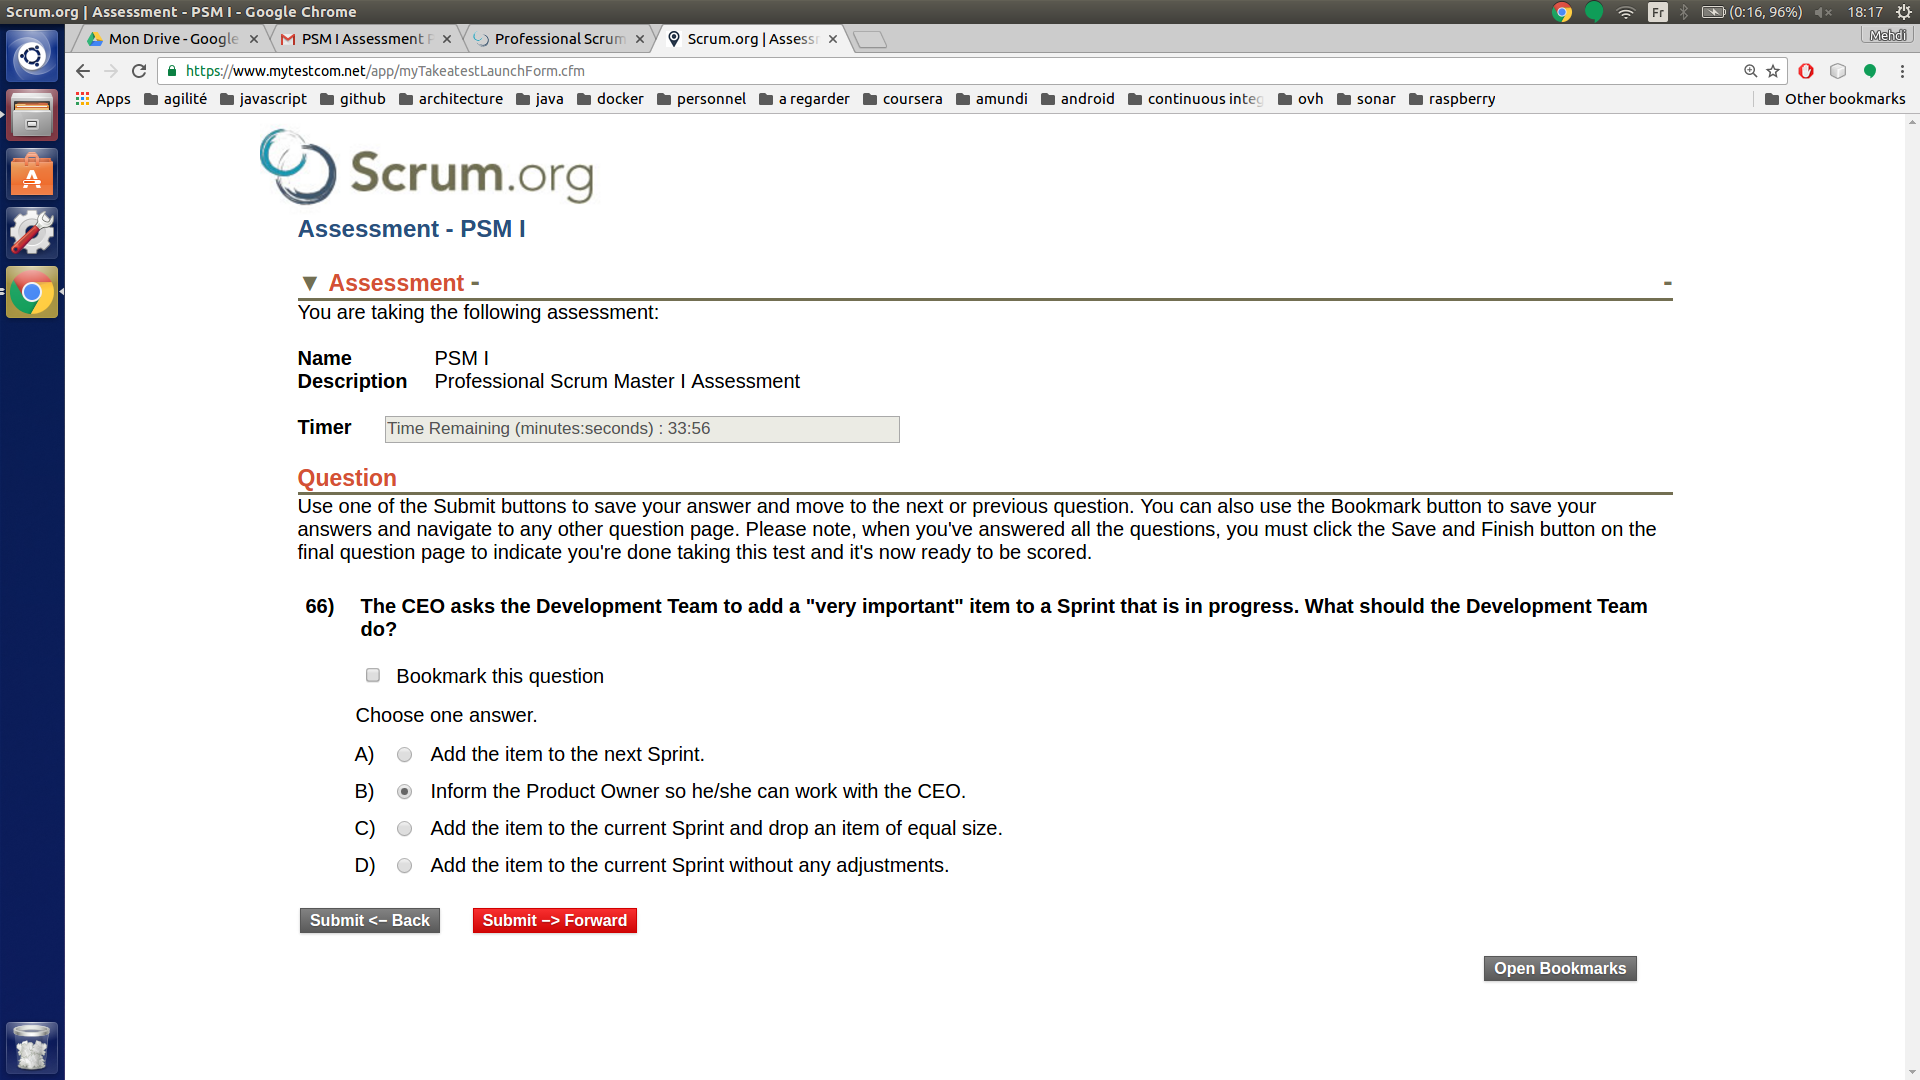 Scrum.org | Assessment - PSM I - Google Chrome
Fr
(0:16, 96%)
18:17
Mon Drive - Google
PSM I Assessment
Professional Scrum
Scrum.org | Assess
Mehdi
https://www.mytestcom.net/app/myTakeatestLaunchForm.cfm
Apps agilité javascript github architecture java docker personnel a regarder coursera amundi android continuous integ ovh sonar raspberry Other bookmarks
Scrum.org
Assessment - PSM I
▼ Assessment - -
You are taking the following assessment:
Name PSM I
Description Professional Scrum Master I Assessment
Timer Time Remaining (minutes:seconds) : 33:56
Question
Use one of the Submit buttons to save your answer and move to the next or previous question. You can also use the Bookmark button to save your
answers and navigate to any other question page. Please note, when you've answered all the questions, you must click the Save and Finish button on the
final question page to indicate you're done taking this test and it's now ready to be scored.
66) The CEO asks the Development Team to add a "very important" item to a Sprint that is in progress. What should the Development Team
do?
Bookmark this question
Choose one answer.
A) Add the item to the next Sprint.
B) Inform the Product Owner so he/she can work with the CEO.
C) Add the item to the current Sprint and drop an item of equal size.
D) Add the item to the current Sprint without any adjustments.
Submit <– Back Submit –> Forward
Open Bookmarks